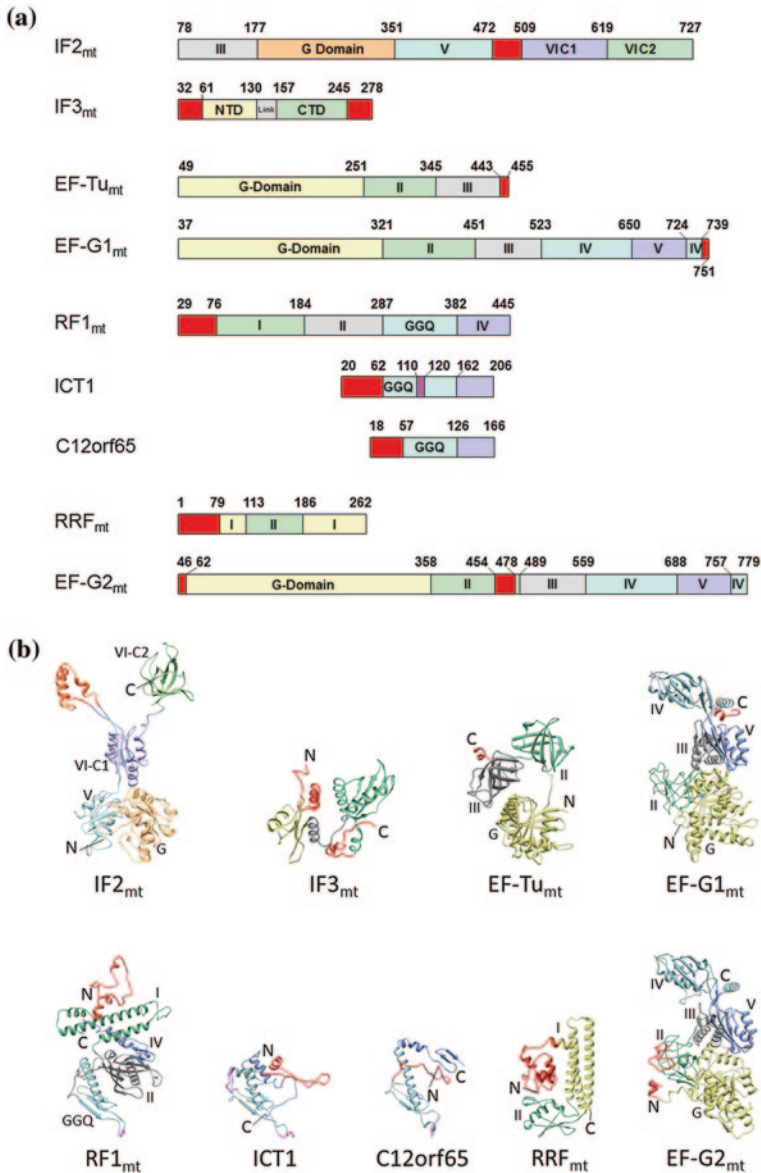 (a)
78 177 351 472 509 619 727
IF2mt III G Domain V VIC1 VIC2
32 61 130 157 245 278
IF3mt NTD Link CTD
49 251 345 443 455
EF-Tumt G-Domain II III I
37 321 451 523 650 724 739
EF-G1mt G-Domain II III IV V IV
751
29 76 184 287 382 445
RF1mt I II GGQ IV
20 62 110 120 162 206
ICT1 GGQ
18 57 126 166
C12orf65 GGQ
1 79 113 186 262
RRFmt I II I
46 62 358 454 478 489 559 688 757 779
EF-G2mt G-Domain II III IV V IV
(b)
VI-C2
C
VI-C1
V
N G
IF2mt
N
C
IF3mt
C
II
III N
G
EF-Tumt
IV C
III V
II
N
G
EF-G1mt
N I
C IV
II
GGQ
RF1mt
N
C
ICT1
C
N
C12orf65
I
N
II
C
RRFmt
IV C
III V
II
N
G
EF-G2mt